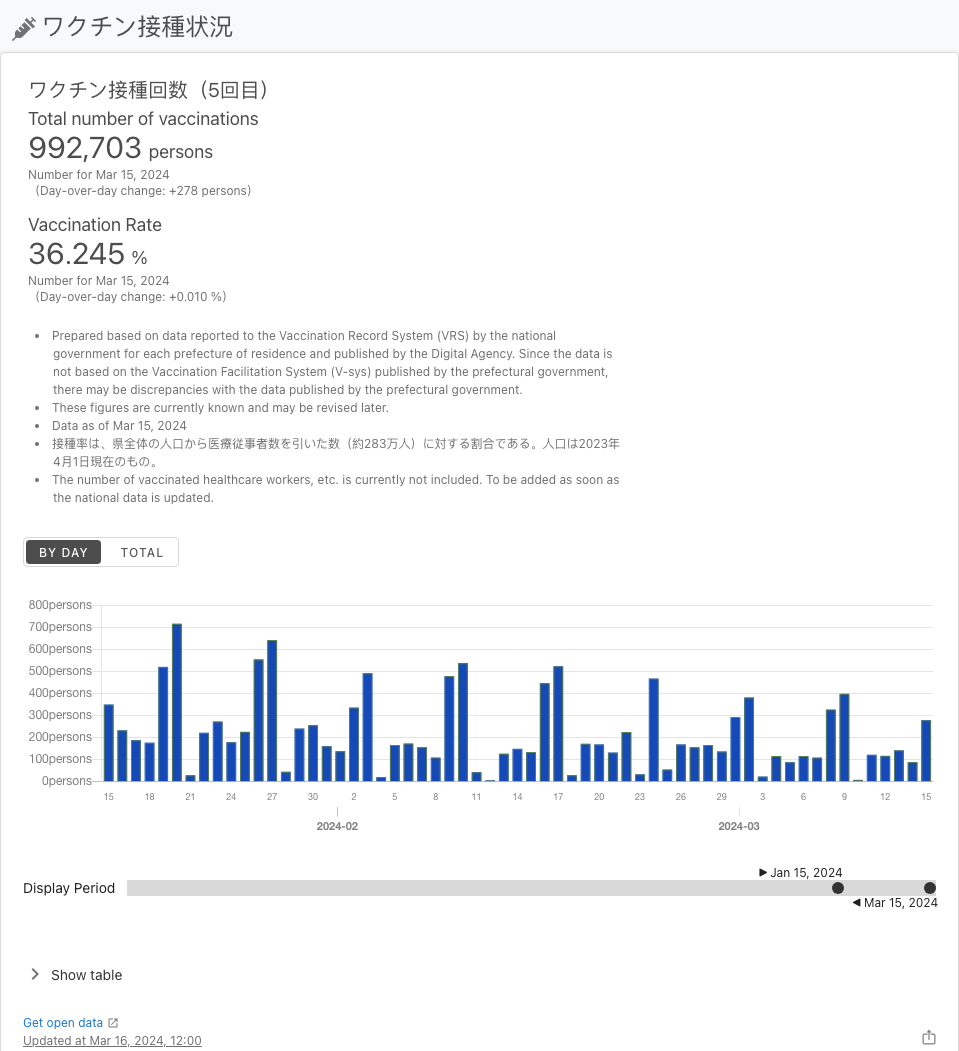 ワクチン接種状況
ワクチン接種回数（5回目）
Total number of vaccinations
992,703 persons
Number for Mar 15, 2024
（Day-over-day change: +278 persons）
Vaccination Rate
36.245 %
Number for Mar 15, 2024
（Day-over-day change: +0.010 %）
• Prepared based on data reported to the Vaccination Record System (VRS) by the national
government for each prefecture of residence and published by the Digital Agency. Since the data is
not based on the Vaccination Facilitation System (V-sys) published by the prefectural government,
there may be discrepancies with the data published by the prefectural government.
• These figures are currently known and may be revised later.
• Data as of Mar 15, 2024
• 接種率は、県全体の人口から医療従事者数を引いた数（約283万人）に対する割合である。人口は2023年
4月1日現在のもの。
• The number of vaccinated healthcare workers, etc. is currently not included. To be added as soon as
the national data is updated.
BY DAY TOTAL
800persons
700persons
600persons
500persons
400persons
300persons
200persons
100persons
0persons
15 18 21 24 27 30 2 5 8 11 14 17 20 23 26 29 3 6 9 12 15
2024-02 2024-03
Jan 15, 2024
Display Period
Mar 15, 2024
Show table
Get open data
Updated at Mar 16, 2024, 12:00